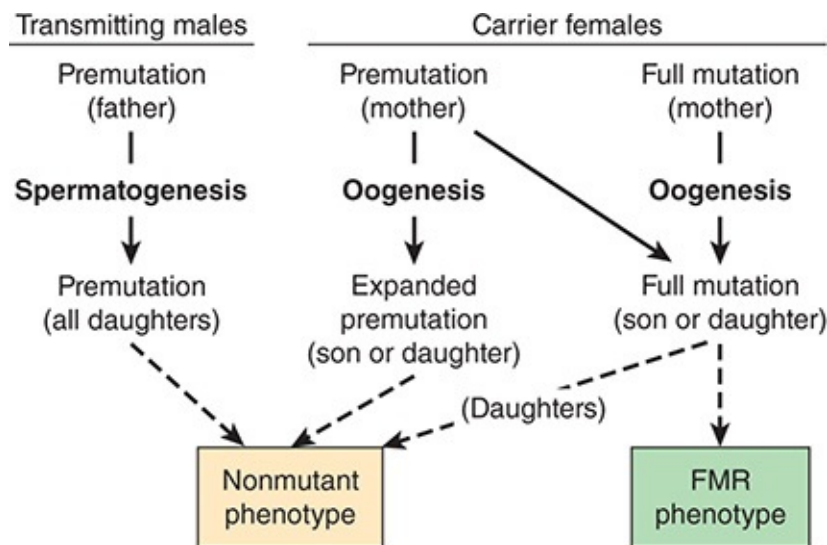 Transmitting males
Carrier females
Premutation
(father)
Premutation
(mother)
Full mutation
(mother)
Spermatogenesis
Oogenesis
Oogenesis
Premutation
(all daughters)
Expanded
premutation
(son or daughter)
Full mutation
(son or daughter)
(Daughters)
Nonmutant
phenotype
FMR
phenotype